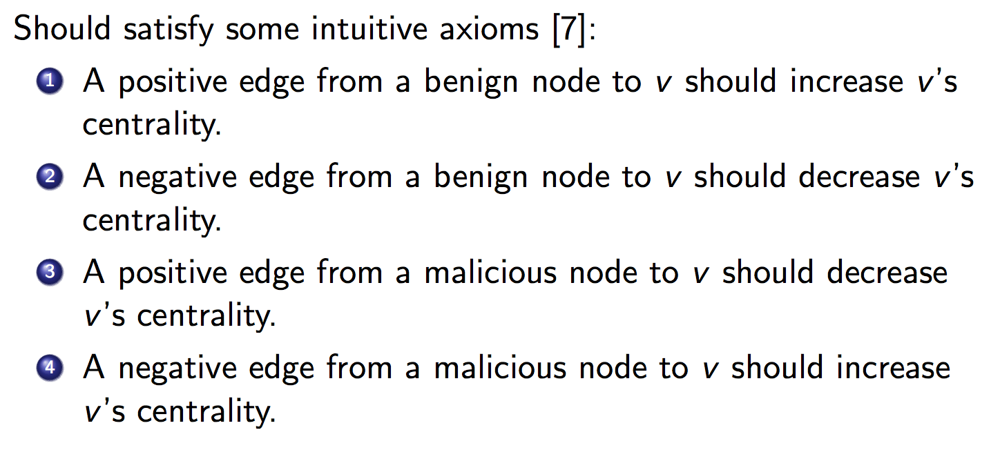 Should satisfy some intuitive axioms [7]:
1 A positive edge from a benign node to v should increase v's
centrality.
2 A negative edge from a benign node to v should decrease v's
centrality.
3 A positive edge from a malicious node to v should decrease
v's centrality.
4 A negative edge from a malicious node to v should increase
v's centrality.